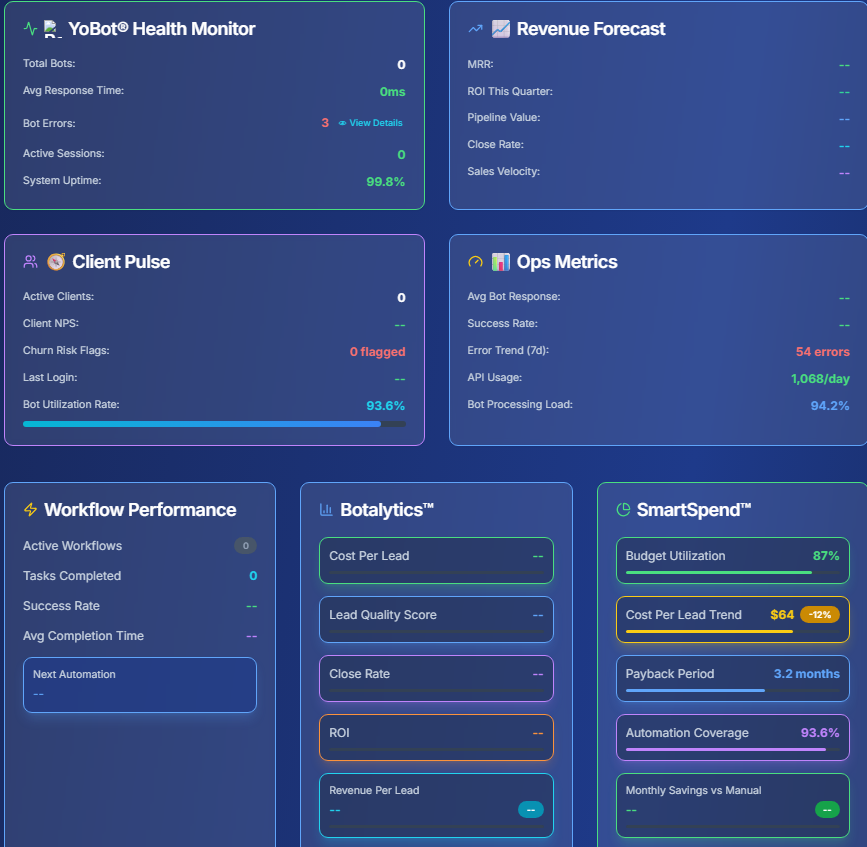 YoBot® Health Monitor
Total Bots: 0
Avg Response Time: 0ms
Bot Errors: 3 View Details
Active Sessions: 0
System Uptime: 99.8%
Revenue Forecast
MRR: --
ROI This Quarter: --
Pipeline Value: --
Close Rate: --
Sales Velocity: --
Client Pulse
Active Clients: 0
Client NPS: --
Churn Risk Flags: 0 flagged
Last Login: --
Bot Utilization Rate: 93.6%
Ops Metrics
Avg Bot Response: --
Success Rate: --
Error Trend (7d): 54 errors
API Usage: 1,068/day
Bot Processing Load: 94.2%
Workflow Performance
Active Workflows 0
Tasks Completed 0
Success Rate --
Avg Completion Time --
Next Automation
--
Botalytics™
Cost Per Lead --
Lead Quality Score --
Close Rate --
ROI --
Revenue Per Lead
-- --
SmartSpend™
Budget Utilization 87%
Cost Per Lead Trend $64 -12%
Payback Period 3.2 months
Automation Coverage 93.6%
Monthly Savings vs Manual
-- --